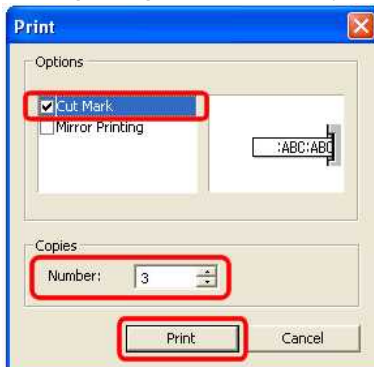 Print
Options
Cut Mark
Mirror Printing
:ABC:ABC
Copies
Number: 3
Print Cancel